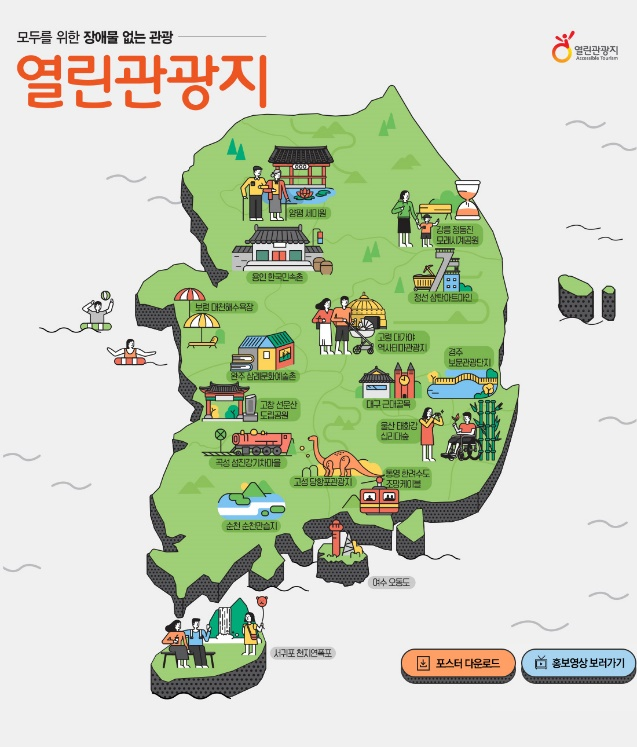 모두를 위한 장애물 없는 관광
열린관광지
열린관광지
Accessible Tourism
양평 세미원
강릉 정동진
모래시계공원
용인 한국민속촌
정선 삼탄아트마인
보령 대천해수욕장
고령 대가야
역사테마관광지
경주
보문관광단지
완주 삼례문화예술촌
대구 근대골목
고창 선운산
도립공원
울산 태화강
십리대숲
곡성 섬진강기차마을
고성 당항포관광지
통영 한려수도
조망케이블
순천 순천만습지
여수 오동도
서귀포 천지연폭포
포스터 다운로드
홍보영상 보러가기